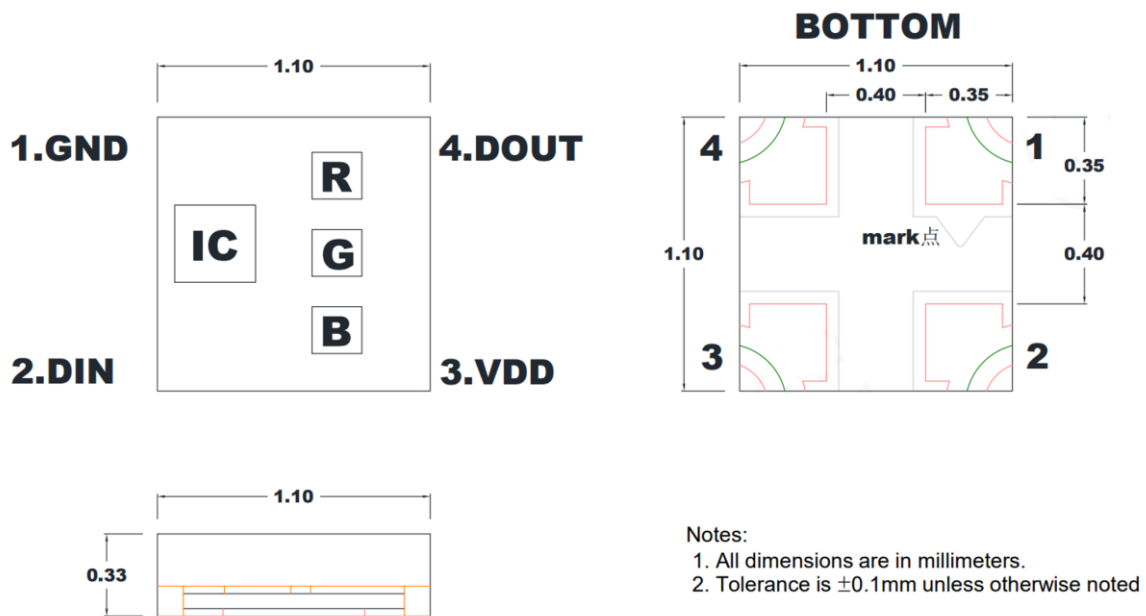 BOTTOM
1.10
1.10
0.40
0.35
1.GND
4.DOUT
R
IC
G
B
2.DIN
3.VDD
4
1
0.35
mark点
1.10
0.40
3
2
1.10
0.33
Notes:
1. All dimensions are in millimeters.
2. Tolerance is ±0.1mm unless otherwise noted